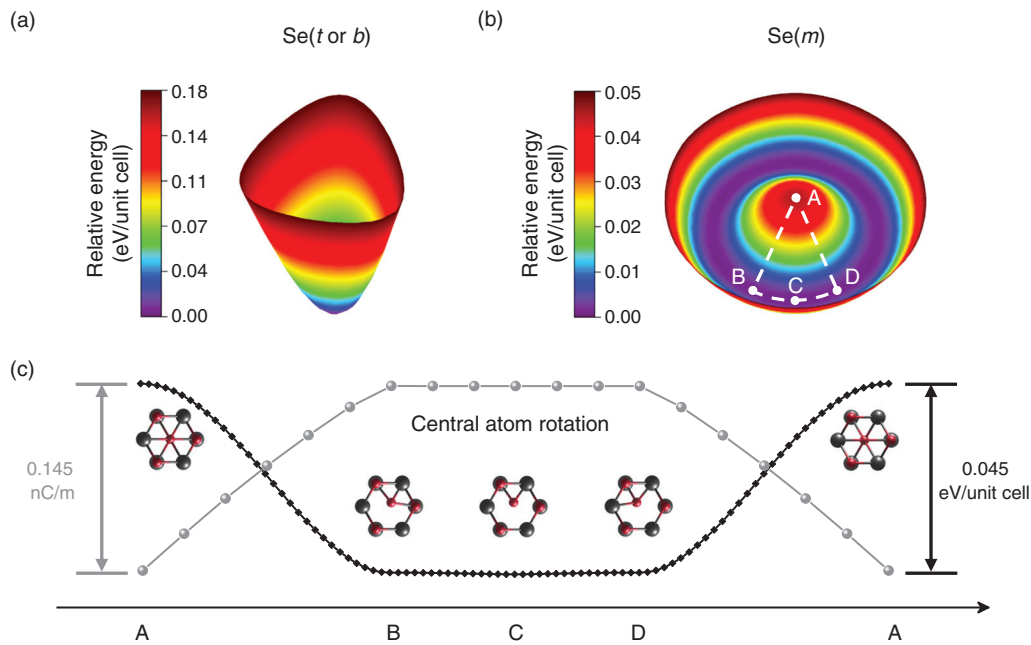 (a)
Se(t or b)
Relative energy
(eV/unit cell)
0.18
0.14
0.11
0.07
0.04
0.00
(b)
Se(m)
Relative energy
(eV/unit cell)
0.05
0.04
0.03
0.02
0.01
0.00
A
B
C
D
(c)
Central atom rotation
0.145
nC/m
0.045
eV/unit cell
A
B
C
D
A